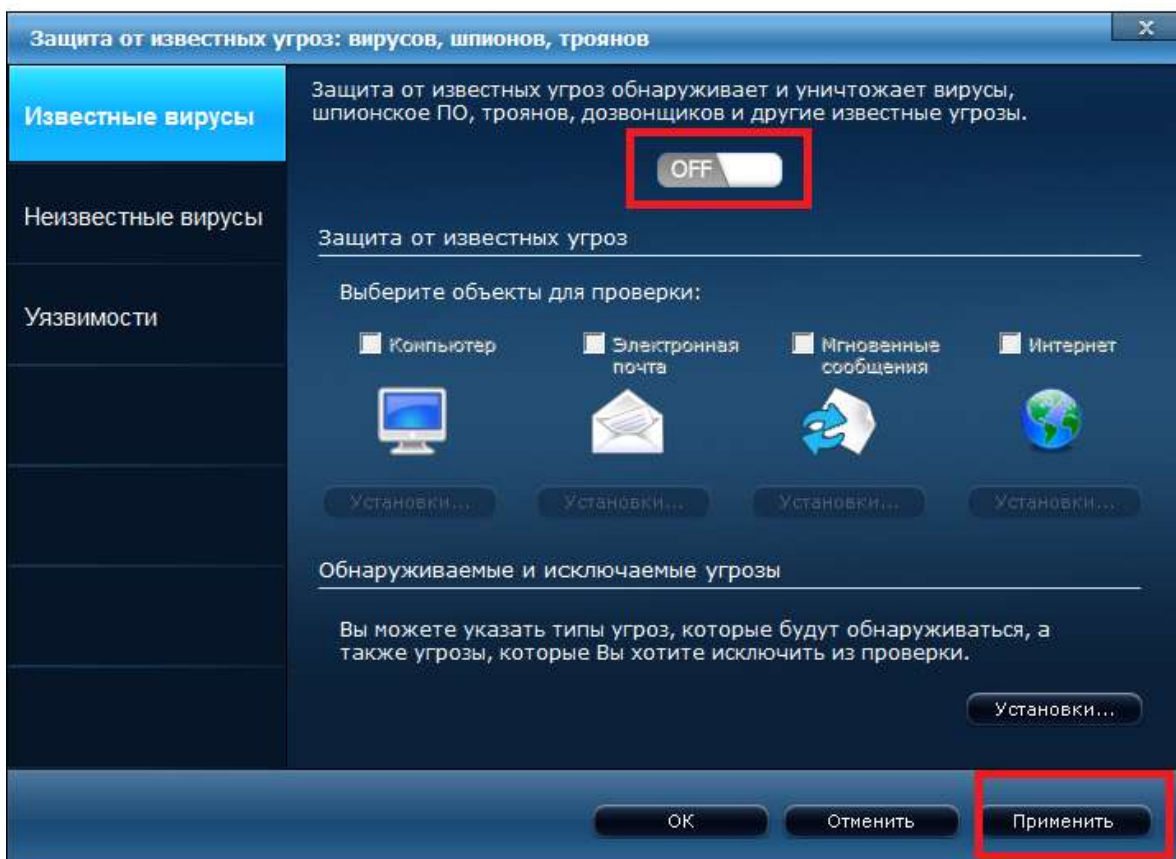 Защита от известных угроз: вирусов, шпионов, троянов
X
Известные вирусы
Неизвестные вирусы
Уязвимости
Защита от известных угроз обнаруживает и уничтожает вирусы,
шпионское ПО, троянов, дозвонщиков и другие известные угрозы.
OFF
Защита от известных угроз
Выберите объекты для проверки:
Компьютер
Электронная
почта
Мгновенные
сообщения
Интернет
Установки...
Установки...
Установки...
Установки...
Обнаруживаемые и исключаемые угрозы
Вы можете указать типы угроз, которые будут обнаруживаться, а
также угрозы, которые Вы хотите исключить из проверки.
Установки...
ОК
Отменить
Применить